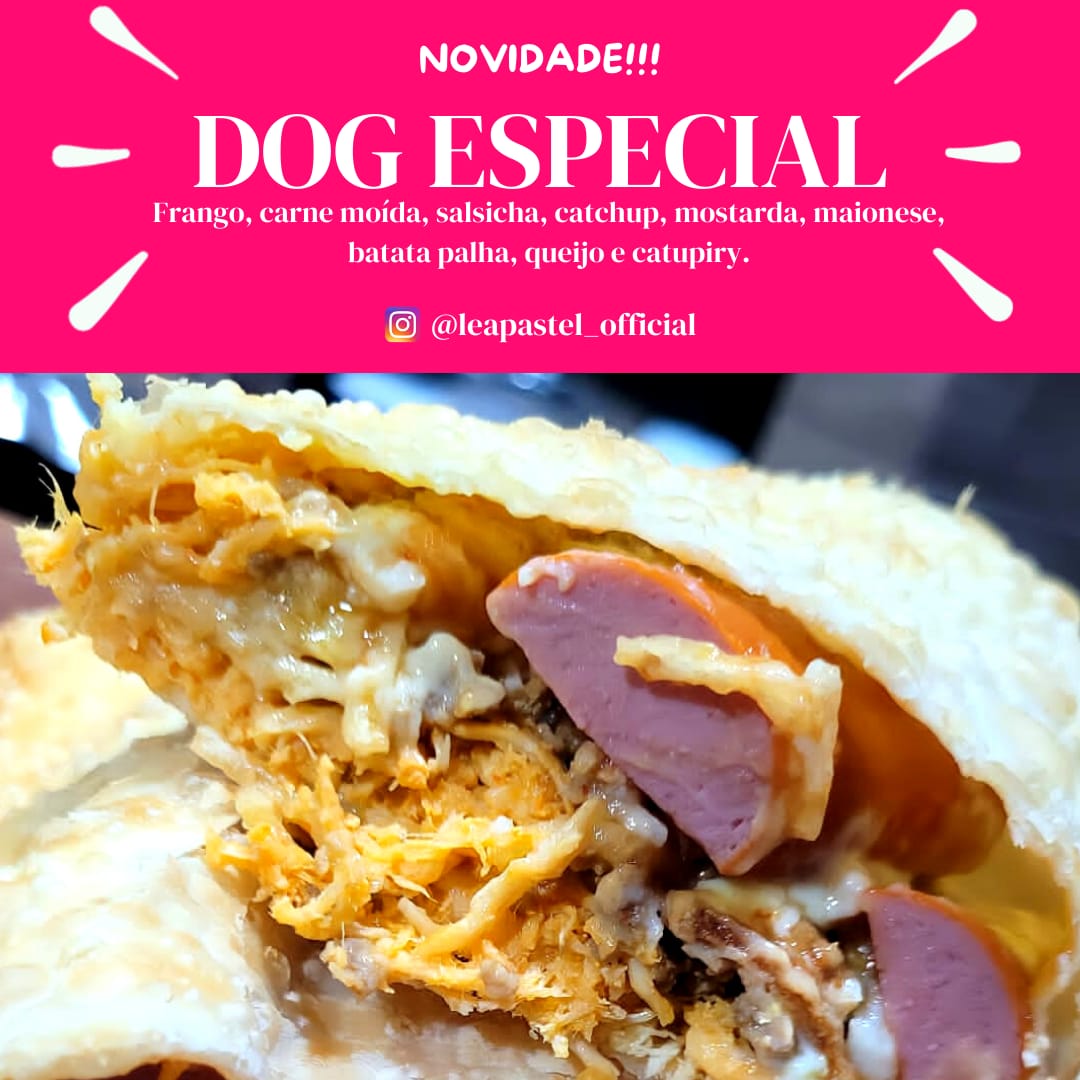 NOVIDADE!!!
DOG ESPECIAL
Frango, carne moída, salsicha, catchup, mostarda, maionese,
batata palha, queijo e catupiry.
@leapastel_official